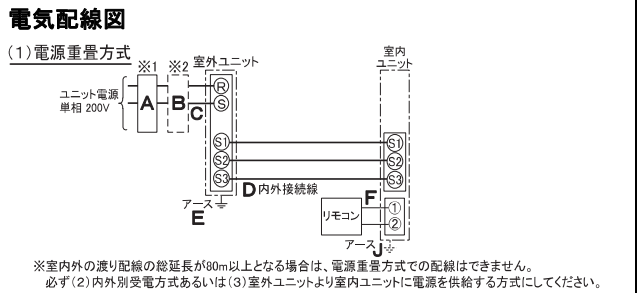 電気配線図
(1)電源重畳方式
※1 ※2 室外ユニット
室内
ユニット
ユニット電源
単相 200V
A
B
C
R
S
S1
S2
S3
S1
S2
S3
D 内外接続線
アース
E
F
リモコン
①
②
アース J
※室内外の渡り配線の総延長が80m以上となる場合は、電源重畳方式での配線はできません。
必ず(2)内外別受電方式あるいは(3)室外ユニットより室内ユニットに電源を供給する方式にしてください。